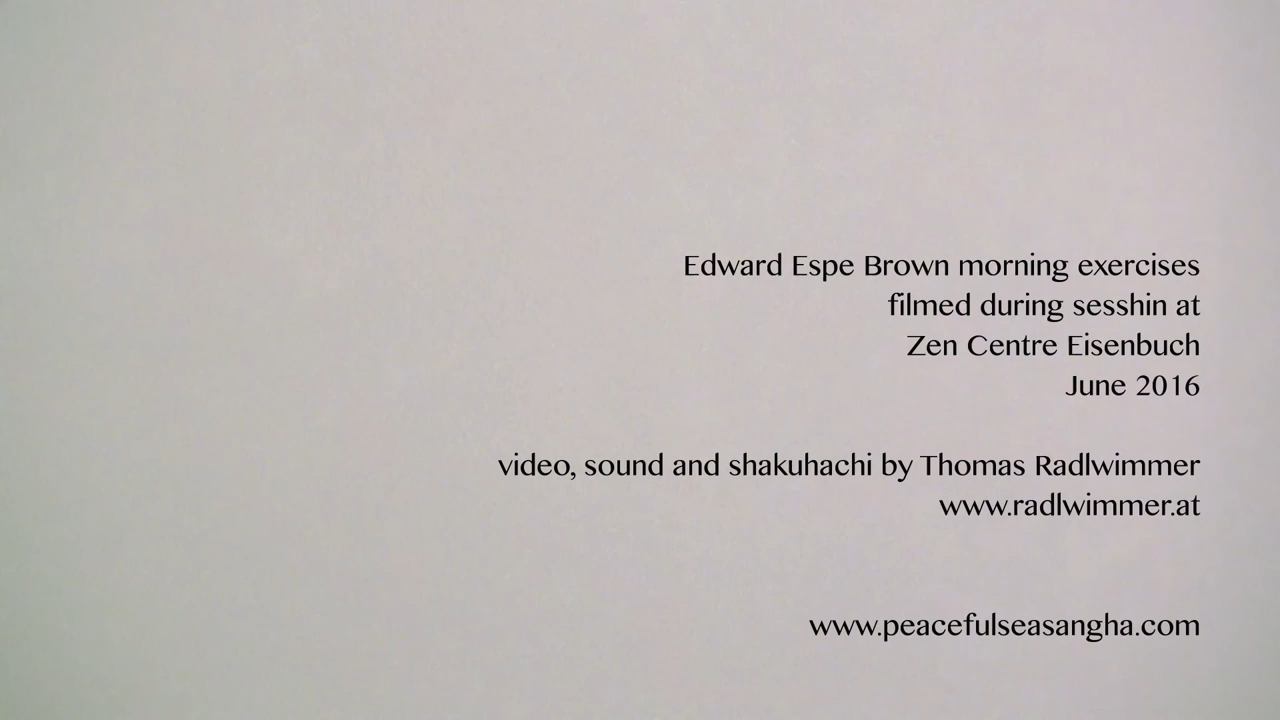 Edward Espe Brown morning exercises
filmed during sesshin at
Zen Centre Eisenbuch
June 2016
video, sound and shakuhachi by Thomas Radlwimmer
www.radlwimmer.at
www.peacefulseasangha.com